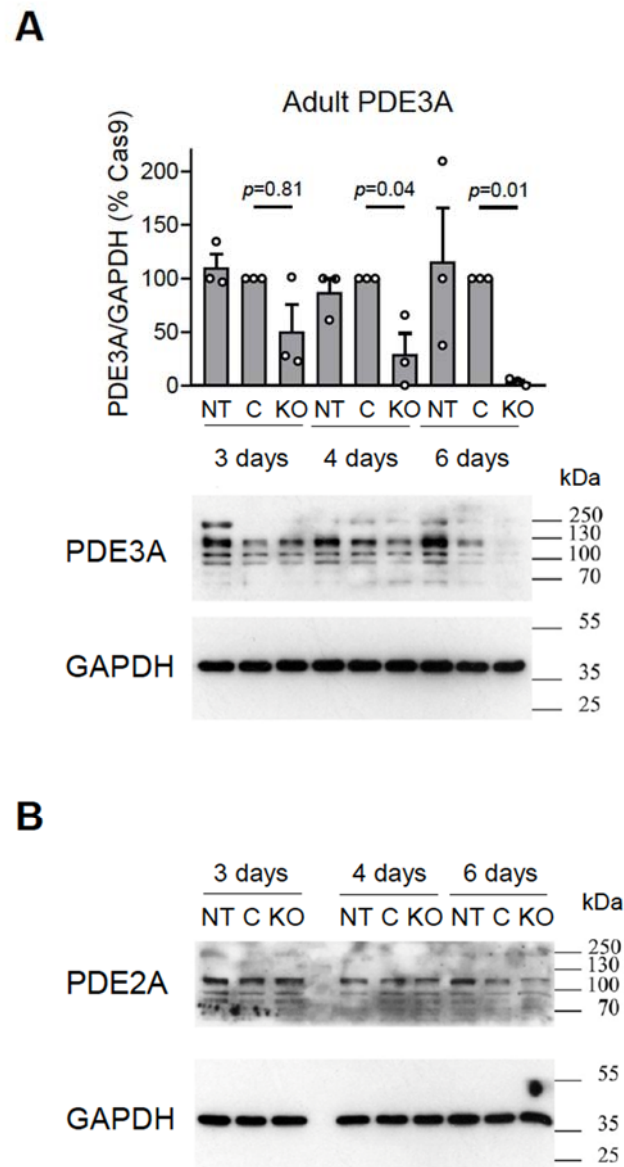 A
Adult PDE3A
PDE3A/GAPDH (% Cas9)
200
150
100
50
0
p=0.81
p=0.04
p=0.01
NT C KO NT C KO NT C KO
3 days 4 days 6 days
kDa
PDE3A
250
130
100
70
GAPDH
55
35
25
B
3 days 4 days 6 days
NT C KO NT C KO NT C KO
kDa
PDE2A
250
130
100
70
GAPDH
55
35
25